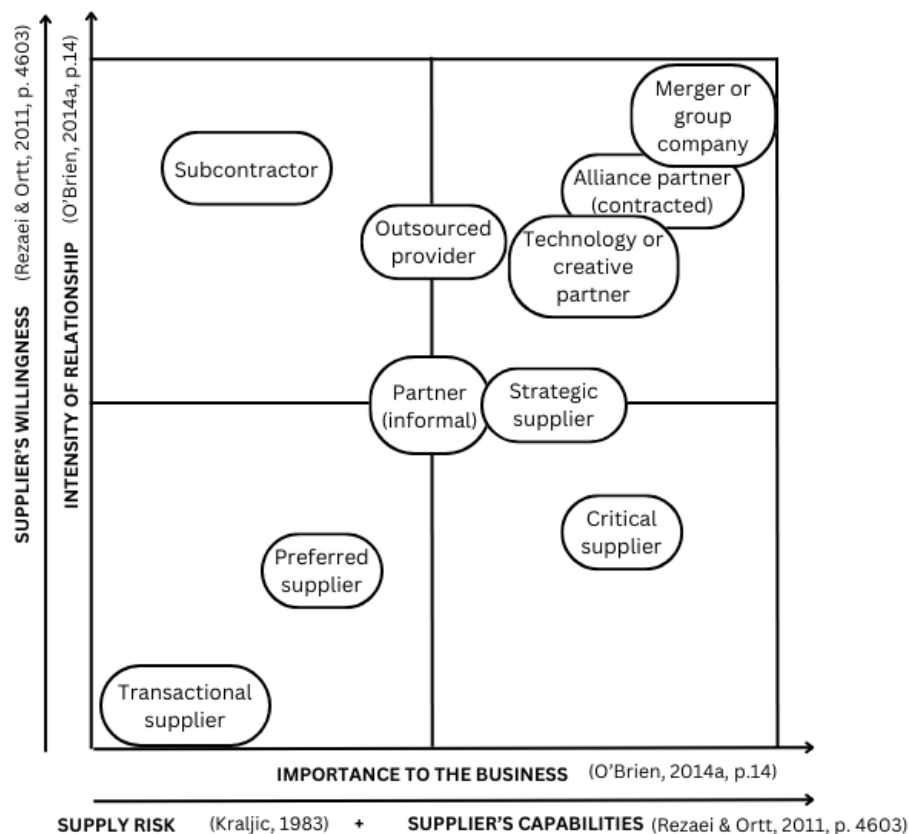 SUPPLIER'S WILLINGNESS (Rezaei & Ortt, 2011, p. 4603)
INTENSITY OF RELATIONSHIP (O'Brien, 2014a, p.14)
Merger or
group
company
Subcontractor
Alliance partner
(contracted)
Outsourced
provider
Technology or
creative
partner
Partner
(informal)
Strategic
supplier
Critical
supplier
Preferred
supplier
Transactional
supplier
IMPORTANCE TO THE BUSINESS (O'Brien, 2014a, p.14)
SUPPLY RISK (Kraljic, 1983) + SUPPLIER'S CAPABILITIES (Rezaei & Ortt, 2011, p. 4603)